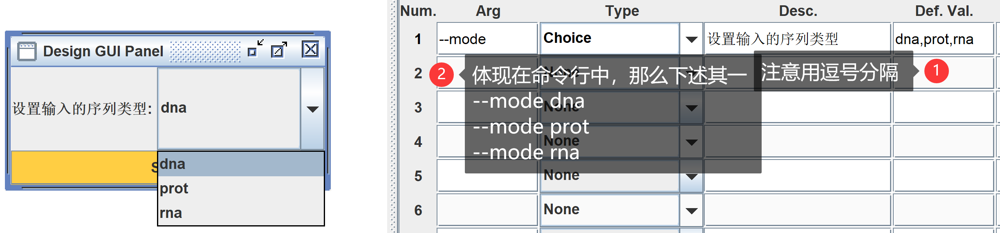 Design GUI Panel
设置输入的序列类型:
dna
dna
prot
rna
Num. Arg Type Desc. Def. Val.
1 --mode Choice 设置输入的序列类型 dna,prot,rna
2 None
2 体现在命令行中，那么下述其一
--mode dna
--mode prot
--mode rna
注意用逗号分隔 1
3 None
4 None
5 None
6 None